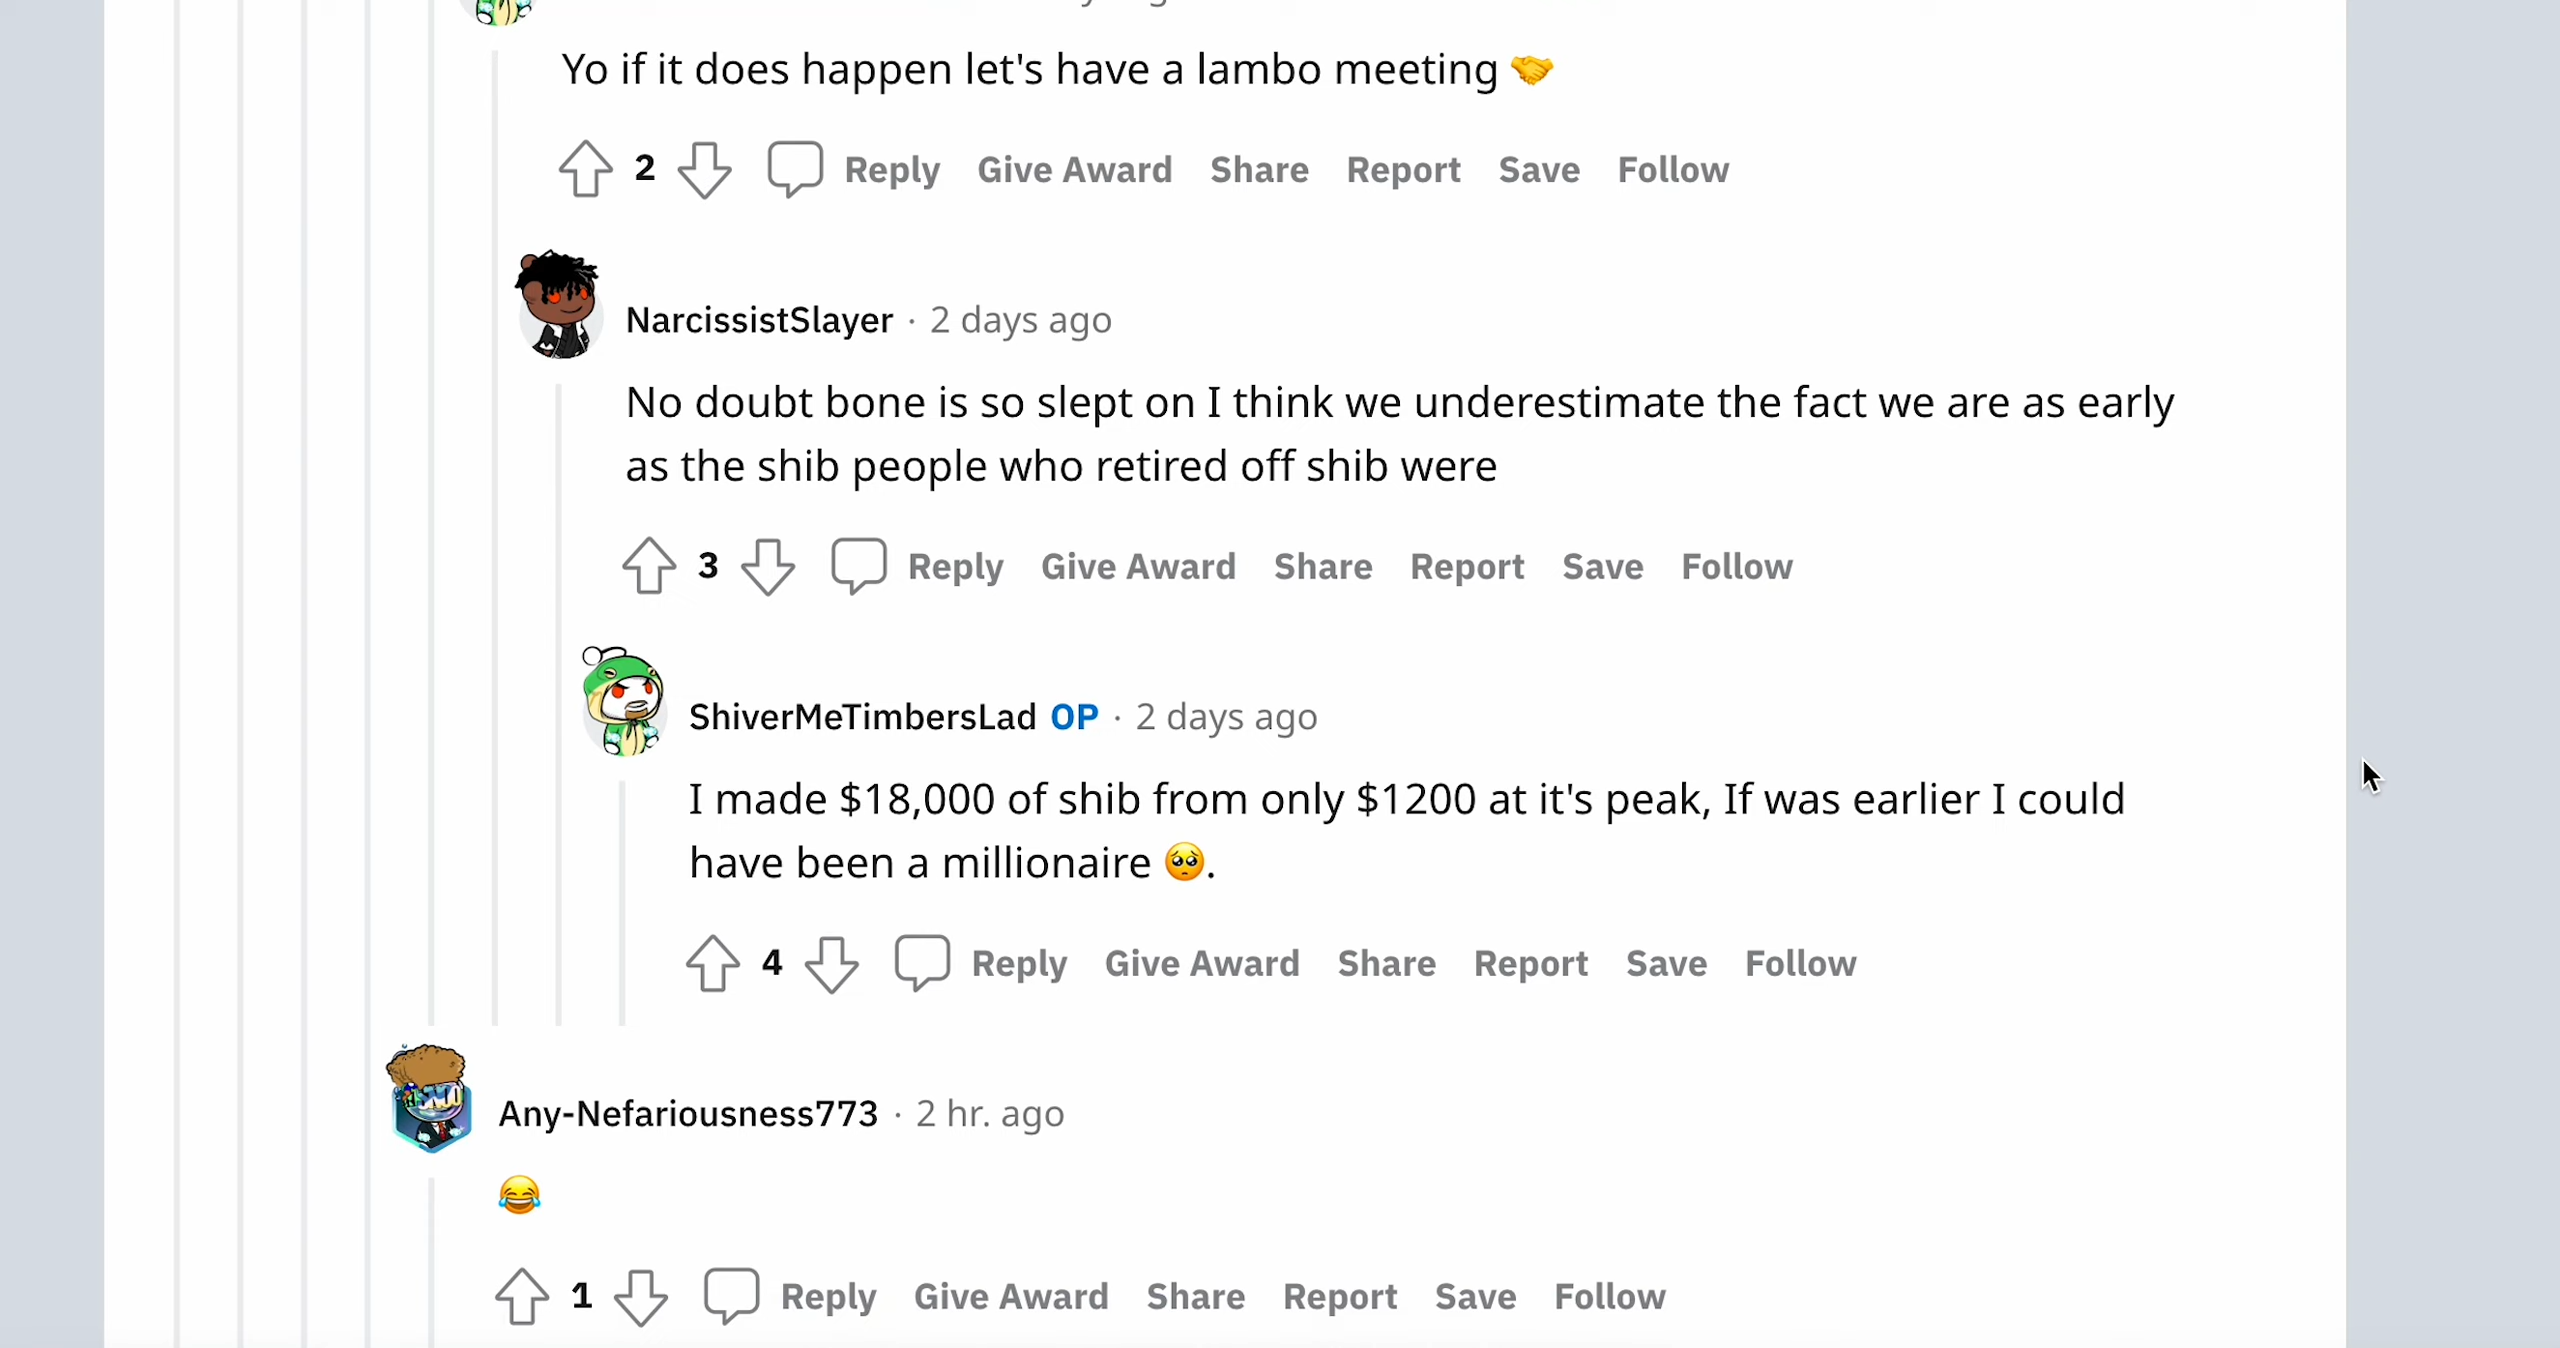 Yo if it does happen let's have a lambo meeting 🤝
2 Reply Give Award Share Report Save Follow
NarcissistSlayer · 2 days ago
No doubt bone is so slept on I think we underestimate the fact we are as early
as the shib people who retired off shib were
3 Reply Give Award Share Report Save Follow
ShiverMeTimbersLad OP · 2 days ago
I made $18,000 of shib from only $1200 at it's peak, If was earlier I could
have been a millionaire 🥺.
4 Reply Give Award Share Report Save Follow
Any-Nefariousness773 · 2 hr. ago
😂
1 Reply Give Award Share Report Save Follow